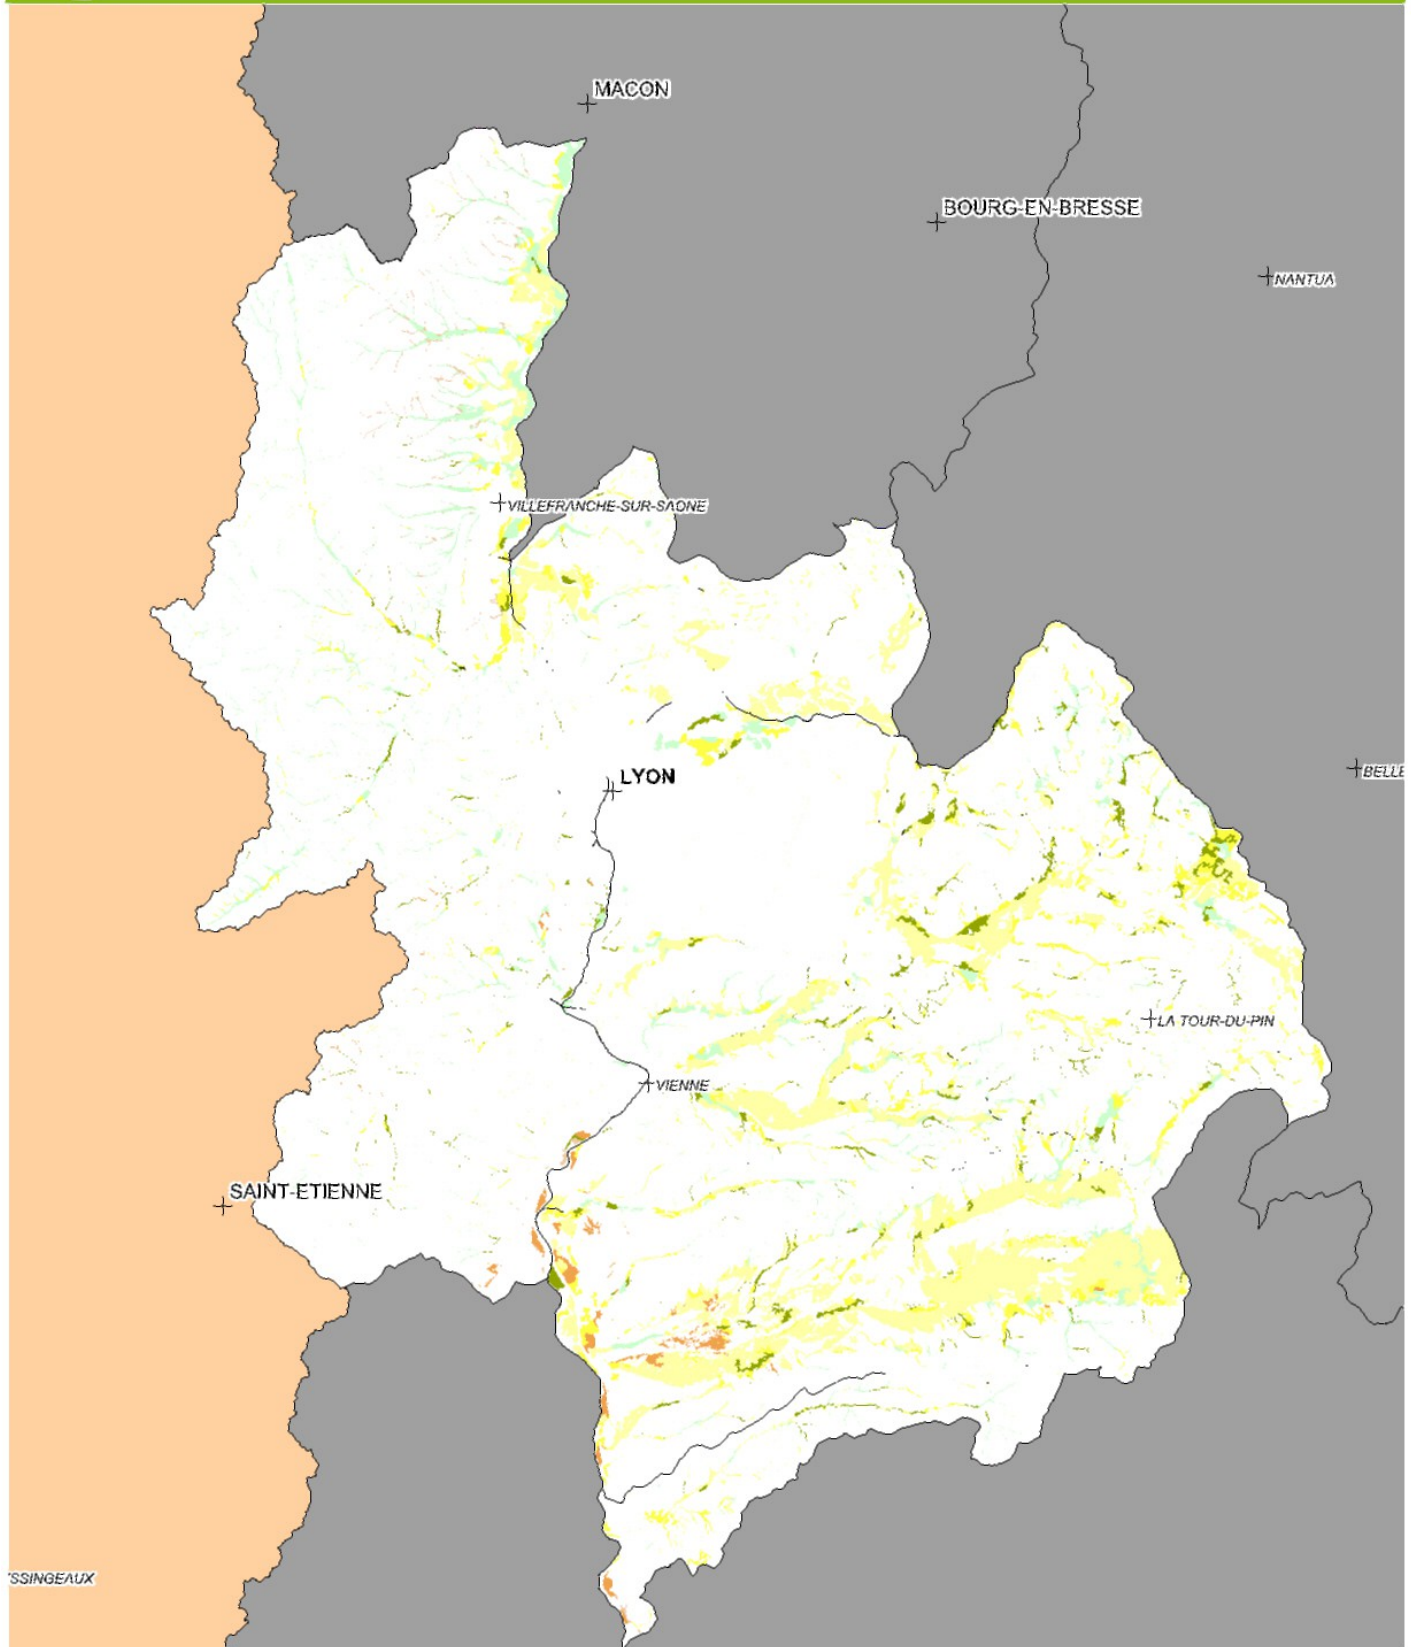 MACON
BOURG-EN-BRESSE
NANTUA
VILLEFRANCHE-SUR-SAONE
LYON
BELLE
LA TOUR-DU-PIN
VIENNE
SAINT-ETIENNE
SSINGEAUX